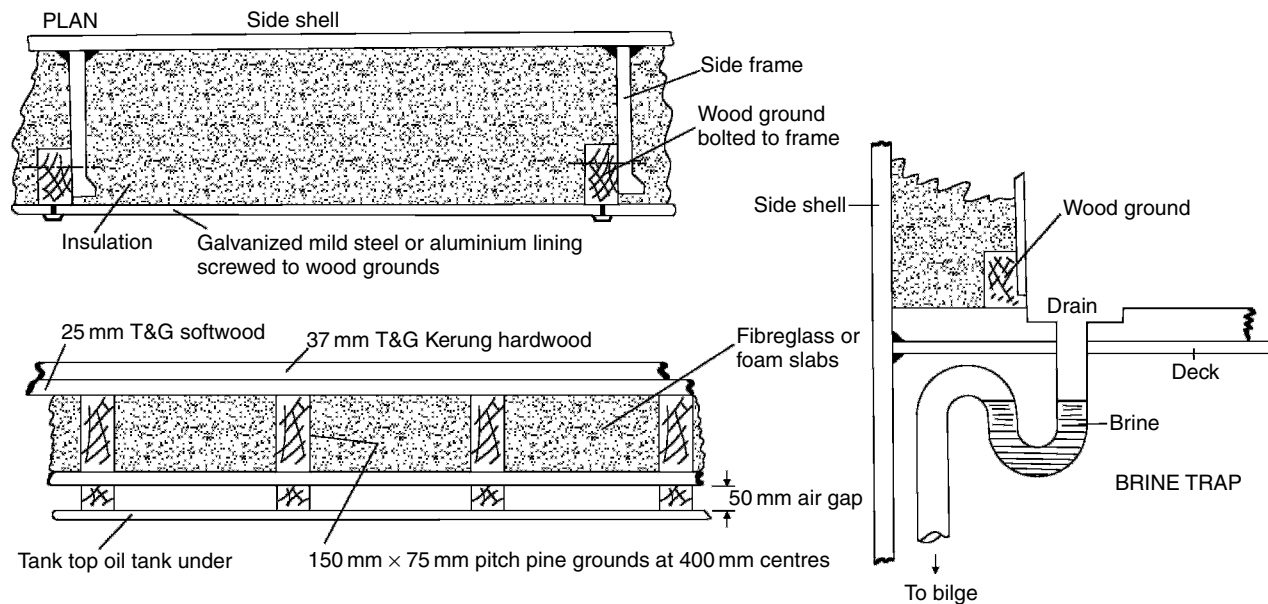 PLAN
Side shell
Side frame
Wood ground
bolted to frame
Insulation
Galvanized mild steel or aluminium lining
screwed to wood grounds
25 mm T&G softwood
37 mm T&G Kerung hardwood
Fibreglass or
foam slabs
50 mm air gap
Tank top oil tank under
150 mm × 75 mm pitch pine grounds at 400 mm centres
Side shell
Wood ground
Drain
Deck
Brine
BRINE TRAP
To bilge